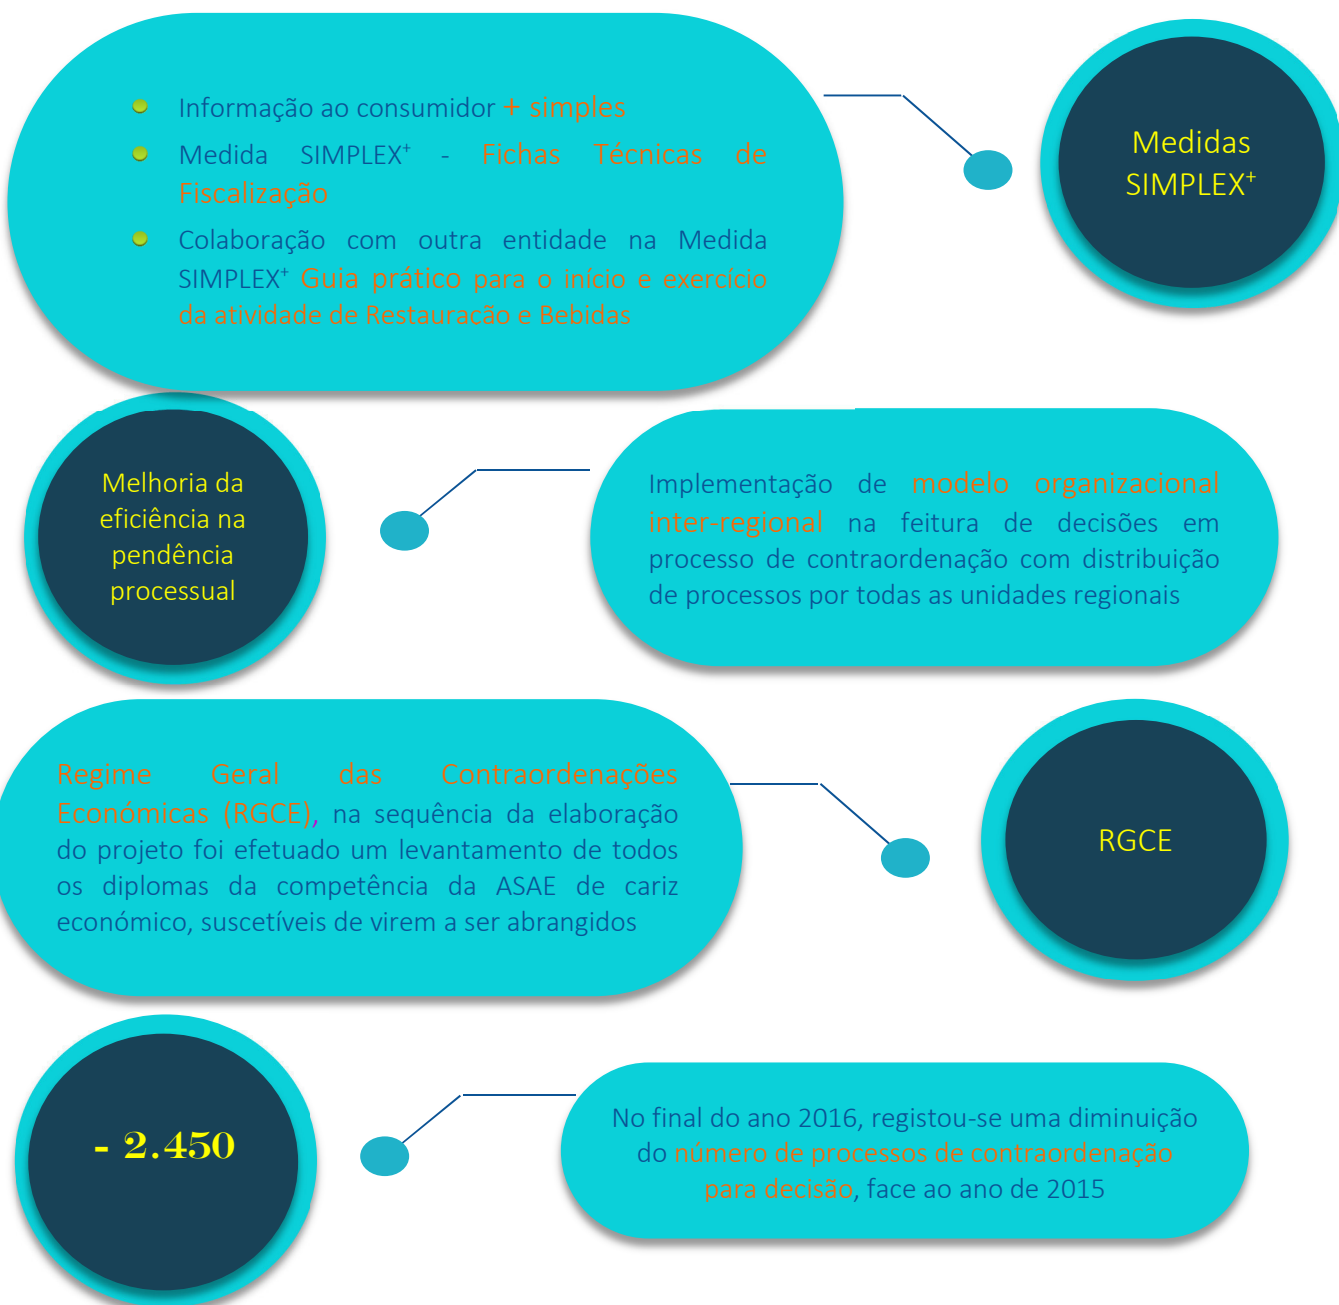 Informação ao consumidor + simples
Medida SIMPLEX+ - Fichas Técnicas de
Fiscalização
Colaboração com outra entidade na Medida
SIMPLEX+ Guia prático para o início e exercício
da atividade de Restauração e Bebidas
Medidas
SIMPLEX+
Melhoria da
eficiência na
pendência
processual
Implementação de modelo organizacional
inter-regional na feitura de decisões em
processo de contraordenação com distribuição
de processos por todas as unidades regionais
Regime Geral das Contraordenações
Económicas (RGCE), na sequência da elaboração
do projeto foi efetuado um levantamento de todos
os diplomas da competência da ASAE de cariz
económico, suscetíveis de virem a ser abrangidos
RGCE
- 2.450
No final do ano 2016, registou-se uma diminuição
do número de processos de contraordenação
para decisão, face ao ano de 2015